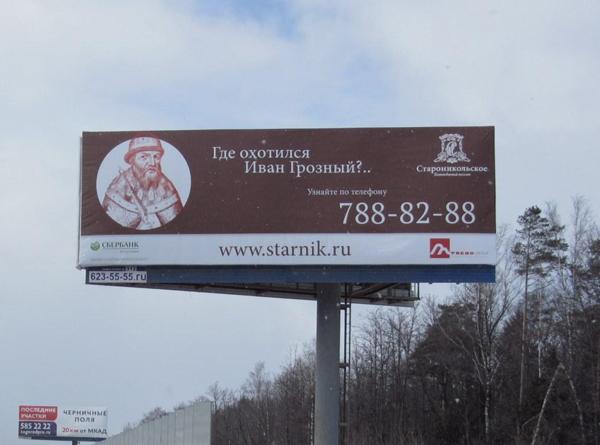 Где охотился
Иван Грозный?..
Узнайте по телефону
788-82-88
Староникольское
СБЕРБАНК
www.starnik.ru
623-55-55.ru
ПОСЛЕДНИЕ
УЧАСТКИ
585 22 22
ЧЕРНИЧНЫЕ
ПОЛЯ
20 км от МКАД